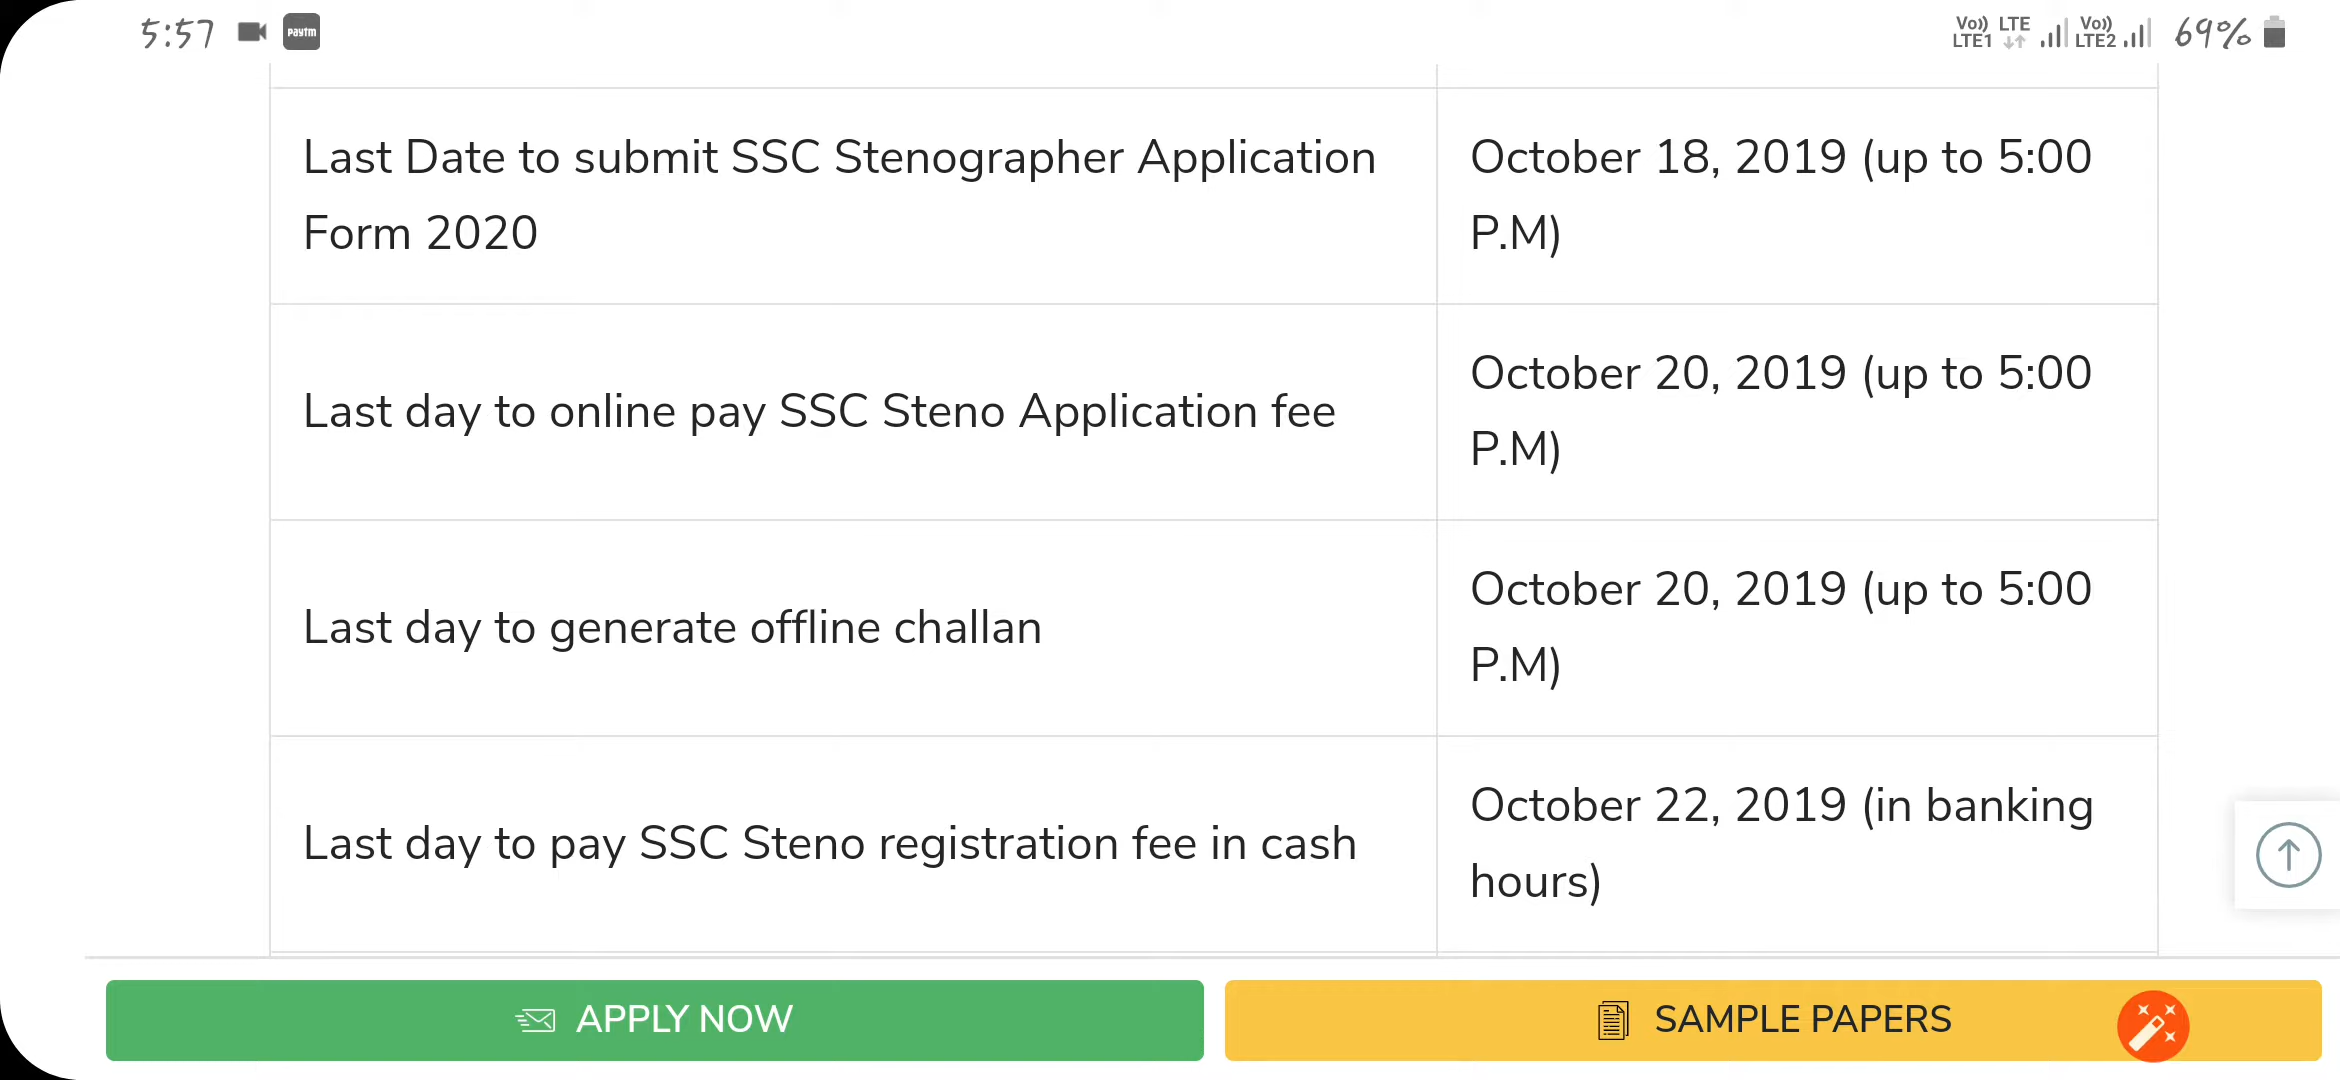 5:57 paytm Vo)) LTE LTE1 Vo)) LTE2 69%
Last Date to submit SSC Stenographer Application
Form 2020
October 18, 2019 (up to 5:00
P.M)
Last day to online pay SSC Steno Application fee
October 20, 2019 (up to 5:00
P.M)
Last day to generate offline challan
October 20, 2019 (up to 5:00
P.M)
Last day to pay SSC Steno registration fee in cash
October 22, 2019 (in banking
hours)
APPLY NOW
SAMPLE PAPERS